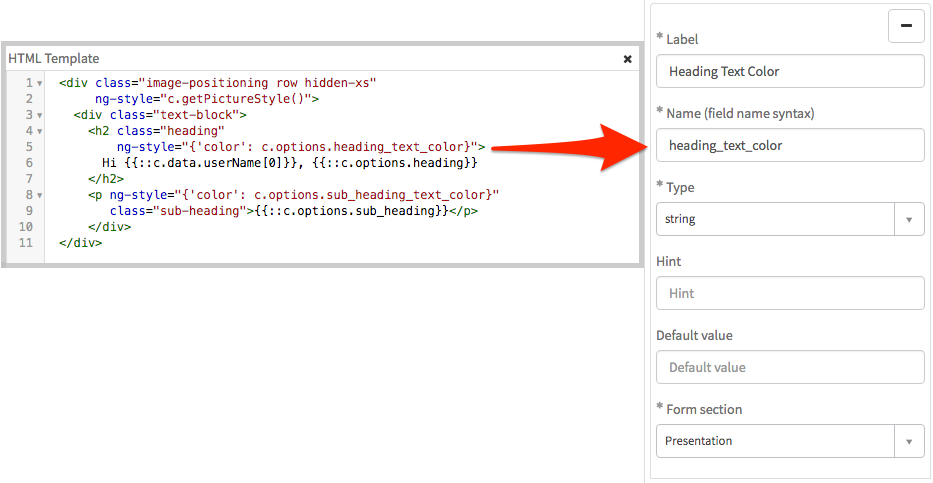 HTML Template ✖
1 <div class="image-positioning row hidden-xs"
2 ng-style="c.getPictureStyle()">
3 <div class="text-block">
4 <h2 class="heading"
5 ng-style="{'color': c.options.heading_text_color}">
6 Hi {{::c.data.userName[0]}}, {{::c.options.heading}}
7 </h2>
8 <p ng-style="{'color': c.options.sub_heading_text_color}"
9 class="sub-heading">{{::c.options.sub_heading}}</p>
10 </div>
11 </div>
* Label
Heading Text Color
* Name (field name syntax)
heading_text_color
* Type
string
Hint
Hint
Default value
Default value
* Form section
Presentation